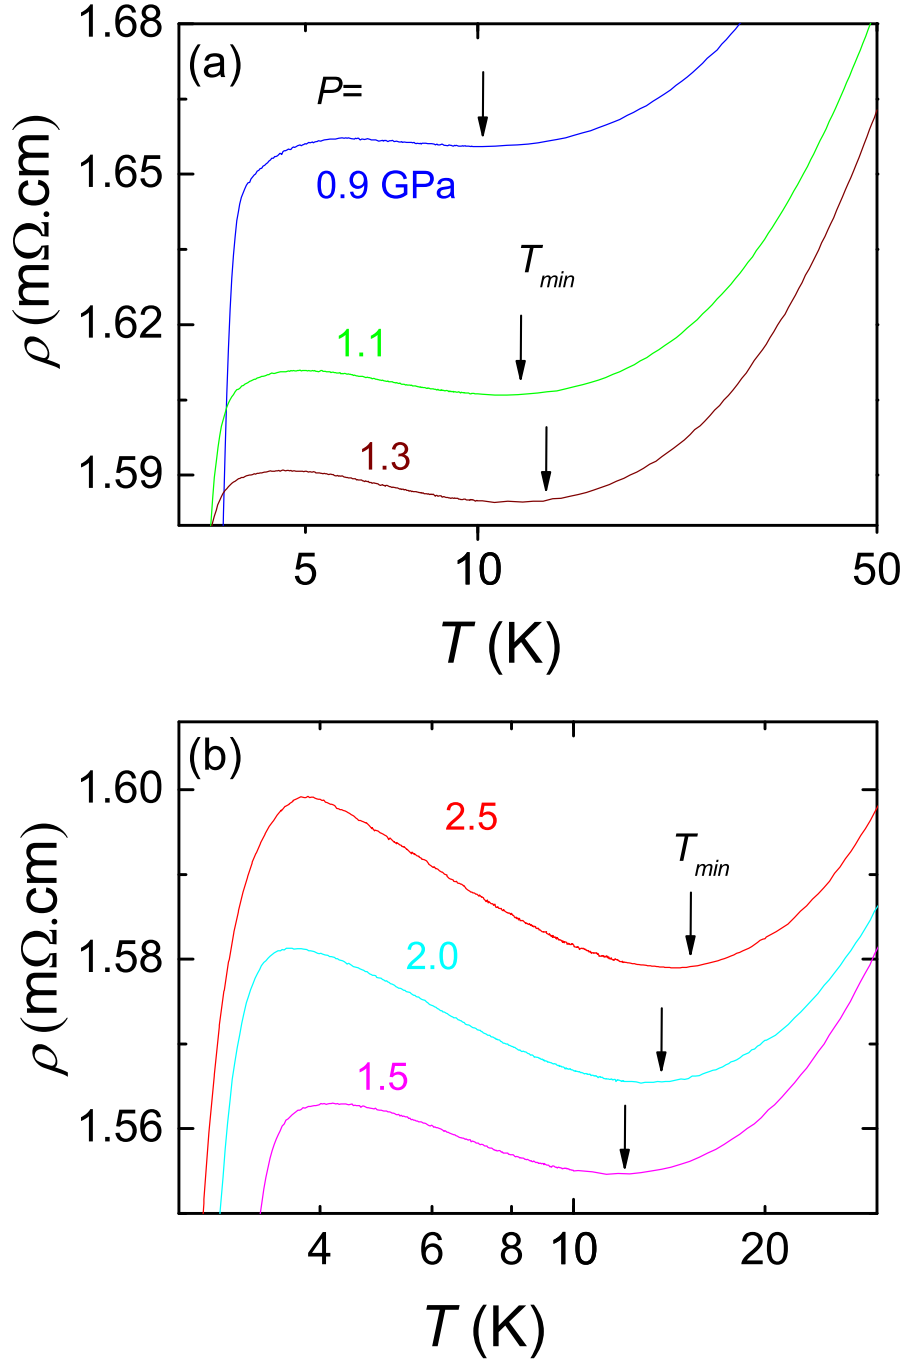 (a)
P=
0.9 GPa
T_min
1.1
1.3
1.68
1.65
1.62
1.59
ρ (mΩ.cm)
5
10
50
T (K)
(b)
2.5
T_min
2.0
1.5
1.60
1.58
1.56
ρ (mΩ.cm)
4
6
8
10
20
T (K)